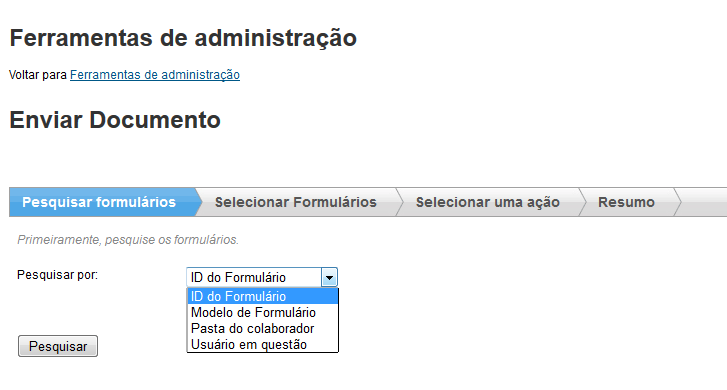 Ferramentas de administração
Voltar para Ferramentas de administração
Enviar Documento
Pesquisar formulários Selecionar Formulários Selecionar uma ação Resumo
Primeiramente, pesquise os formulários.
Pesquisar por: ID do Formulário
ID do Formulário
Modelo de Formulário
Pasta do colaborador
Usuário em questão
Pesquisar